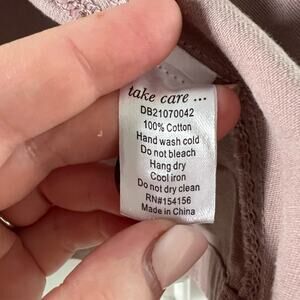 take care ...
DB21070042
100% Cotton
Hand wash cold
Do not bleach
Hang dry
Cool iron
Do not dry clean
RN#154156
Made in China